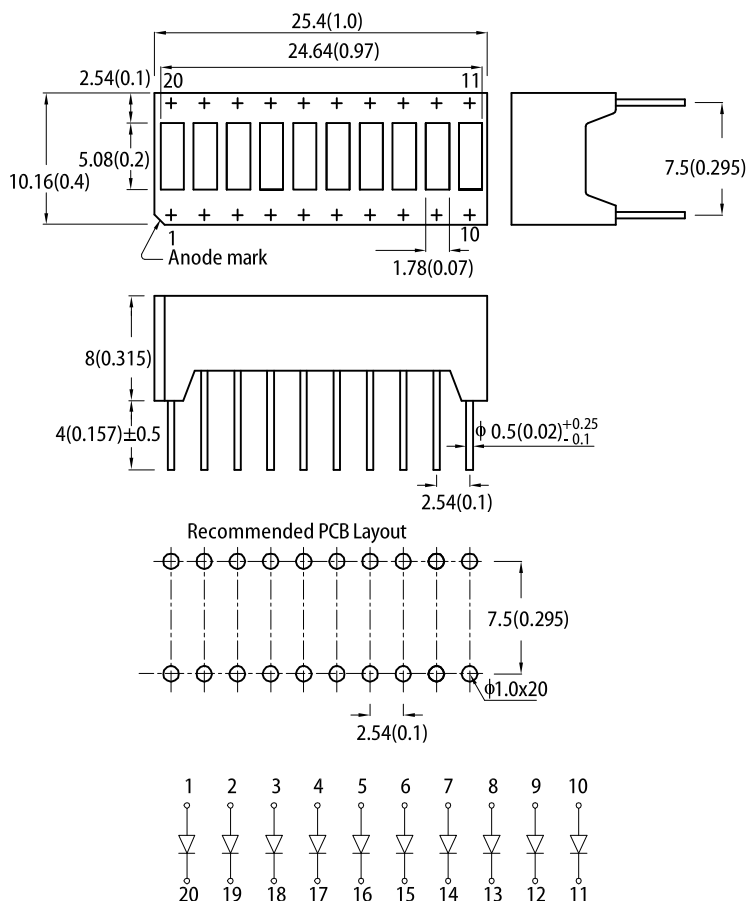 25.4(1.0)
24.64(0.97)
2.54(0.1)
20
11
5.08(0.2)
10.16(0.4)
7.5(0.295)
1
10
Anode mark
1.78(0.07)
8(0.315)
4(0.157)±0.5
ϕ 0.5(0.02)+0.25 -0.1
2.54(0.1)
Recommended PCB Layout
7.5(0.295)
ϕ1.0x20
2.54(0.1)
1 2 3 4 5 6 7 8 9 10
20 19 18 17 16 15 14 13 12 11